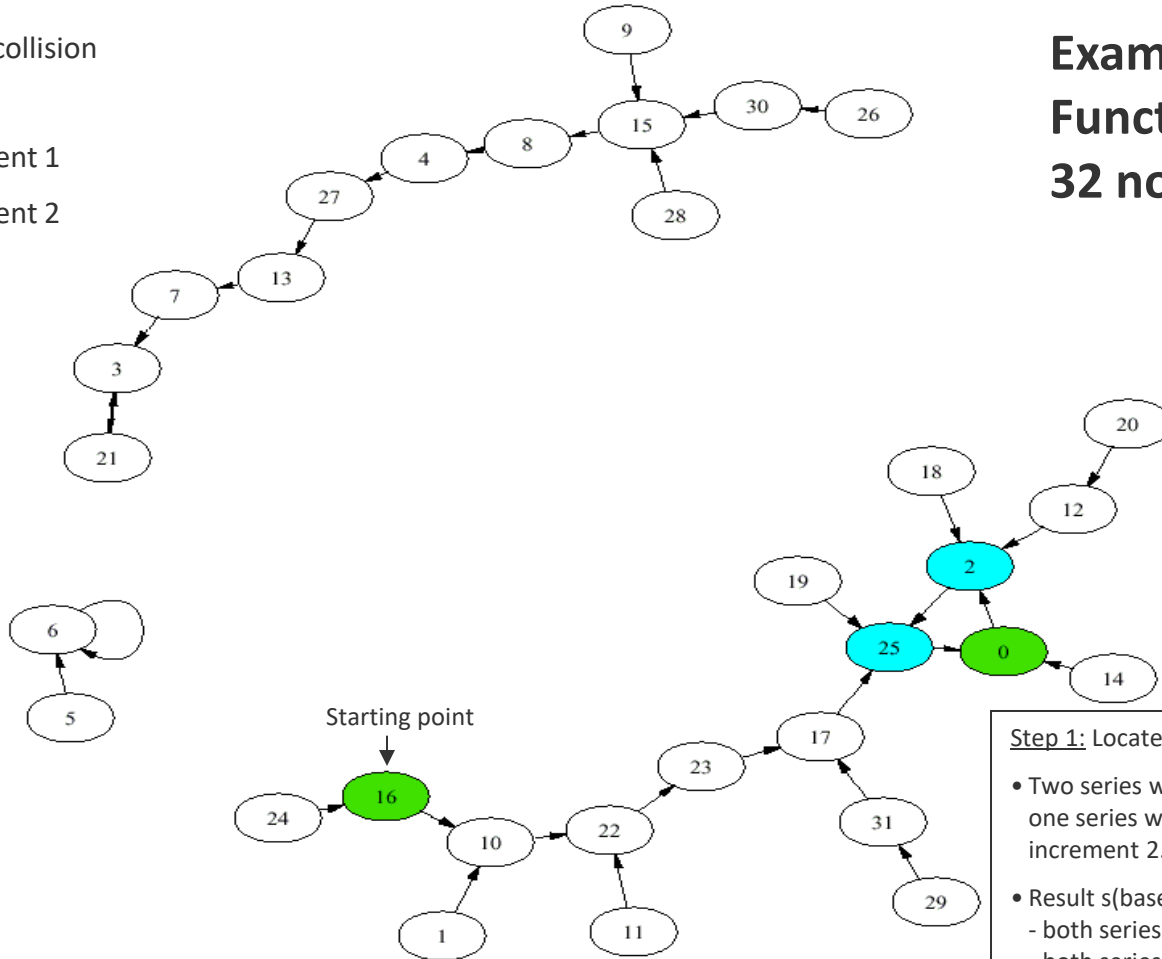 collision
ent 1
ent 2
Exam
Funct
32 no
9
15
30
26
8
4
28
27
13
7
3
21
20
18
12
2
19
6
25
0
14
5
Starting point
17
23
16
24
22
31
10
29
1
11
Step 1: Locate
• Two series w
one series w
increment 2.
• Result s(base
- both series
- both series